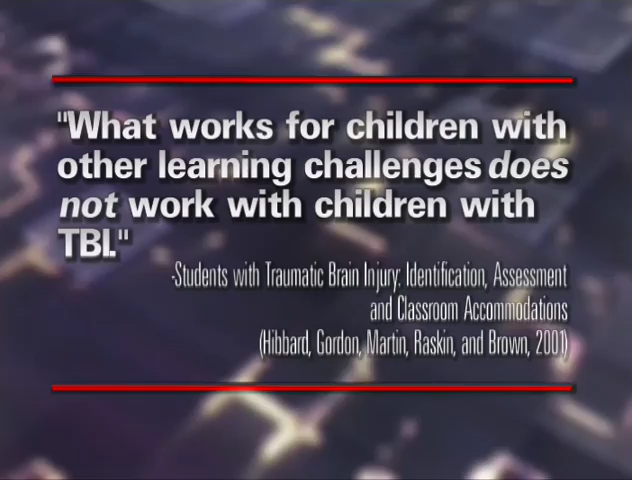 "What works for children with
other learning challenges does
not work with children with
TBI."
-Students with Traumatic Brain Injury: Identification, Assessment
and Classroom Accommodations
(Hibbard, Gordon, Martin, Raskin, and Brown, 2001)